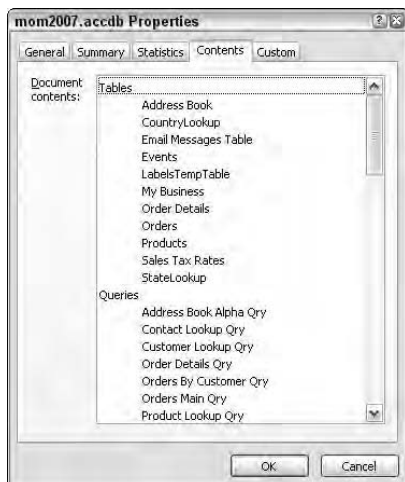 mom2007.accdb Properties
General Summary Statistics Contents Custom
Document contents:
Tables
Address Book
CountryLookup
Email Messages Table
Events
LabelsTempTable
My Business
Order Details
Orders
Products
Sales Tax Rates
StateLookup
Queries
Address Book Alpha Qry
Contact Lookup Qry
Customer Lookup Qry
Order Details Qry
Orders By Customer Qry
Orders Main Qry
Product Lookup Qry
OK Cancel